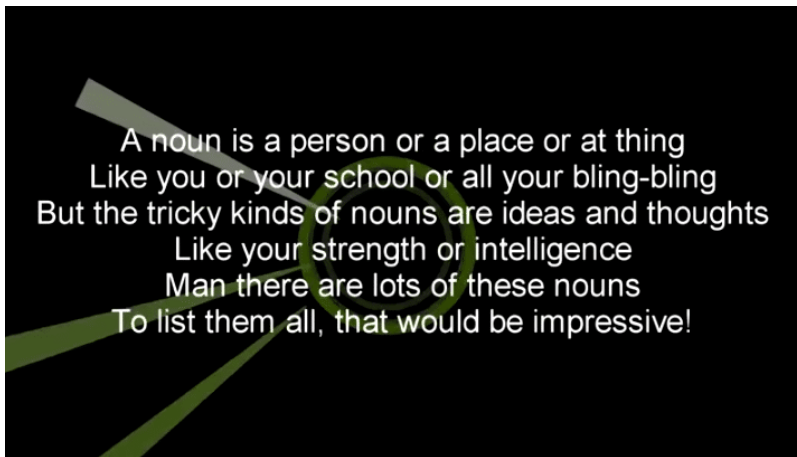 A noun is a person or a place or at thing
Like you or your school or all your bling-bling
But the tricky kinds of nouns are ideas and thoughts
Like your strength or intelligence
Man there are lots of these nouns
To list them all, that would be impressive!